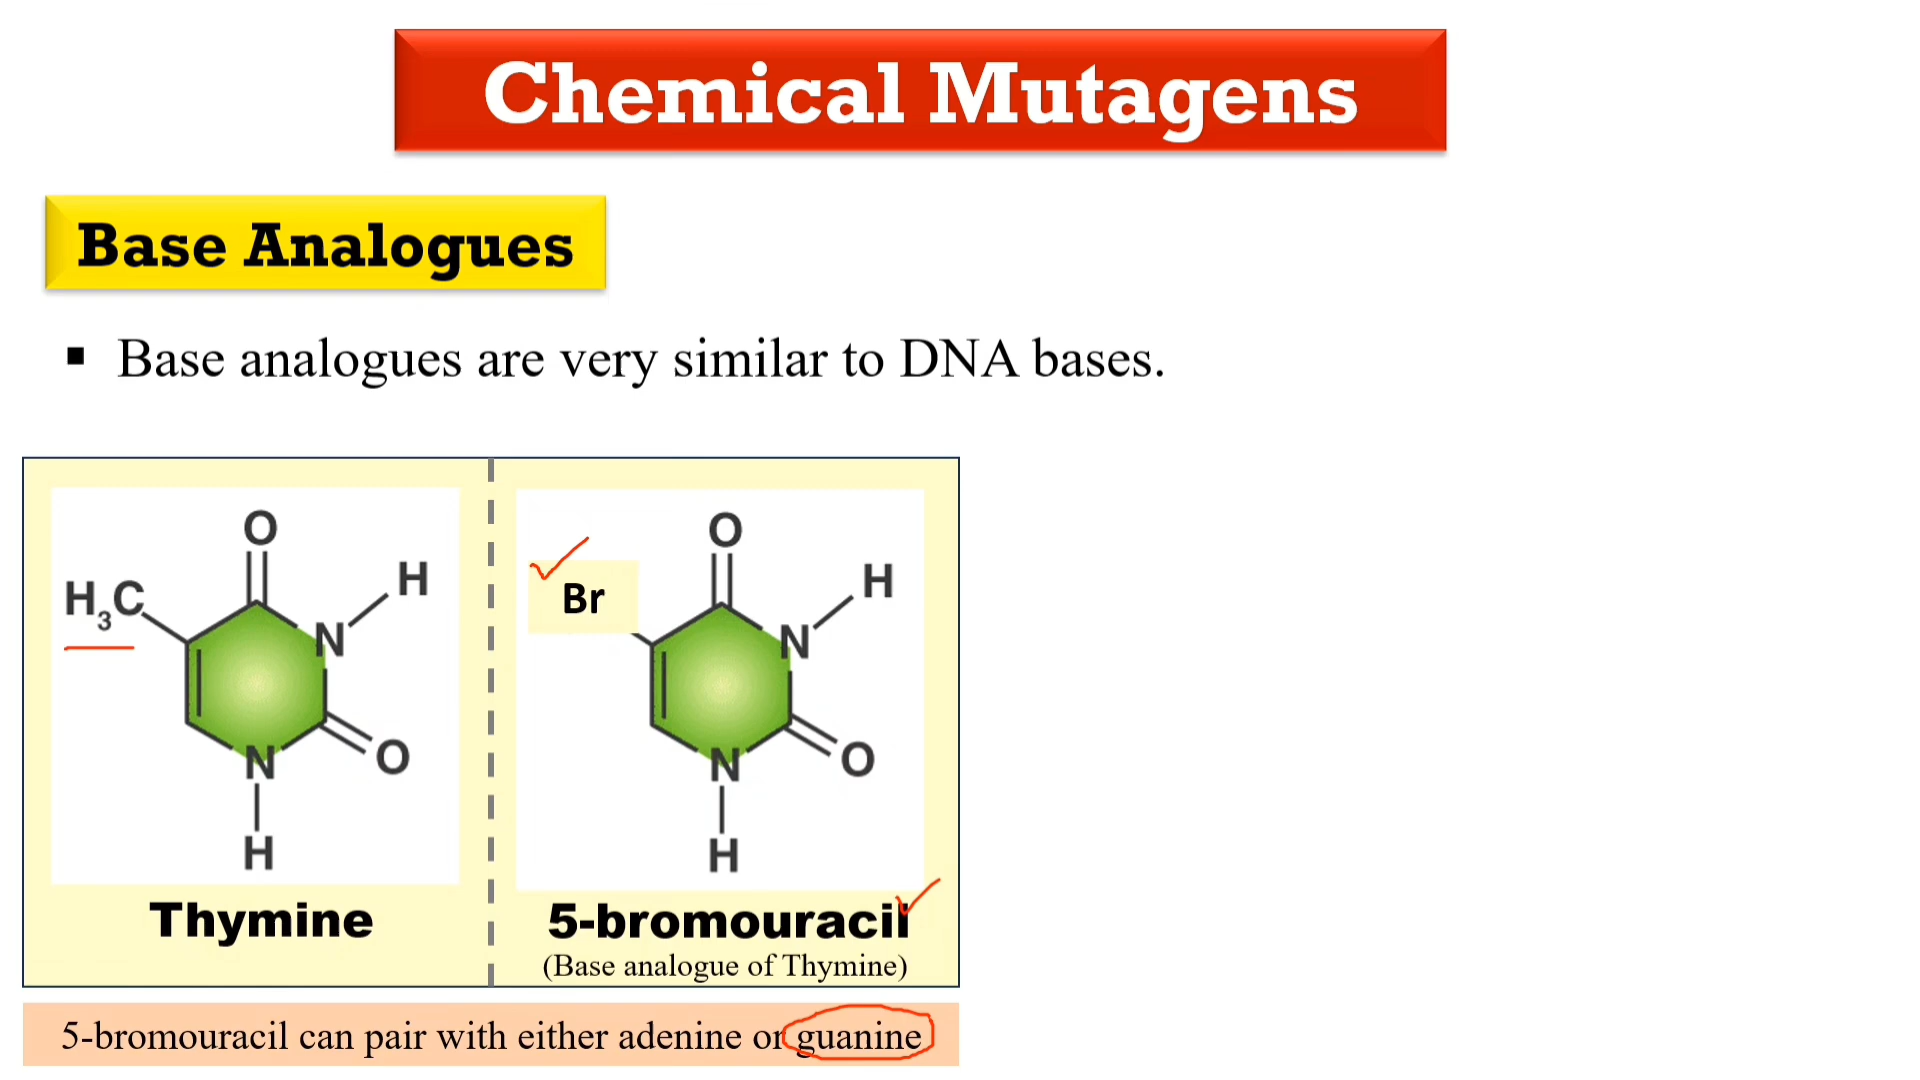 Chemical Mutagens
Base Analogues
▪ Base analogues are very similar to DNA bases.
O
H
H₃C
N
O
N
H
Thymine
O
H
Br
N
O
N
H
5-bromouracil
(Base analogue of Thymine)
5-bromouracil can pair with either adenine or guanine